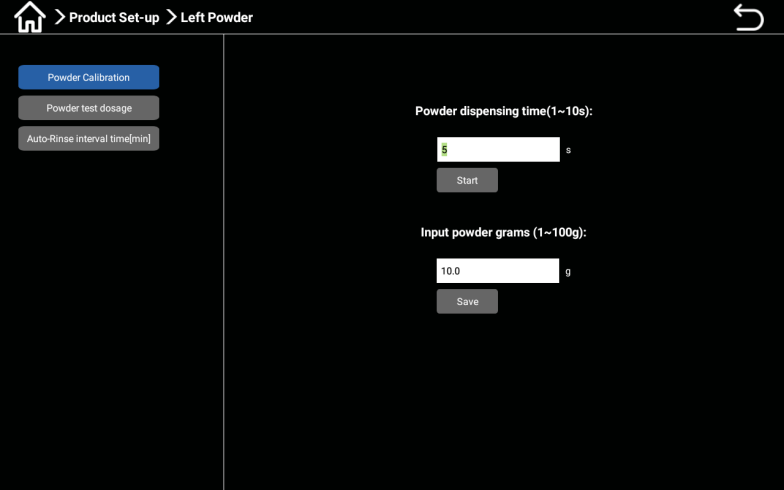 Product Set-up Left Powder
Powder Calibration
Powder test dosage
Auto-Rinse interval time[min]
Powder dispensing time(1~10s):
5 s
Start
Input powder grams (1~100g):
10.0 g
Save